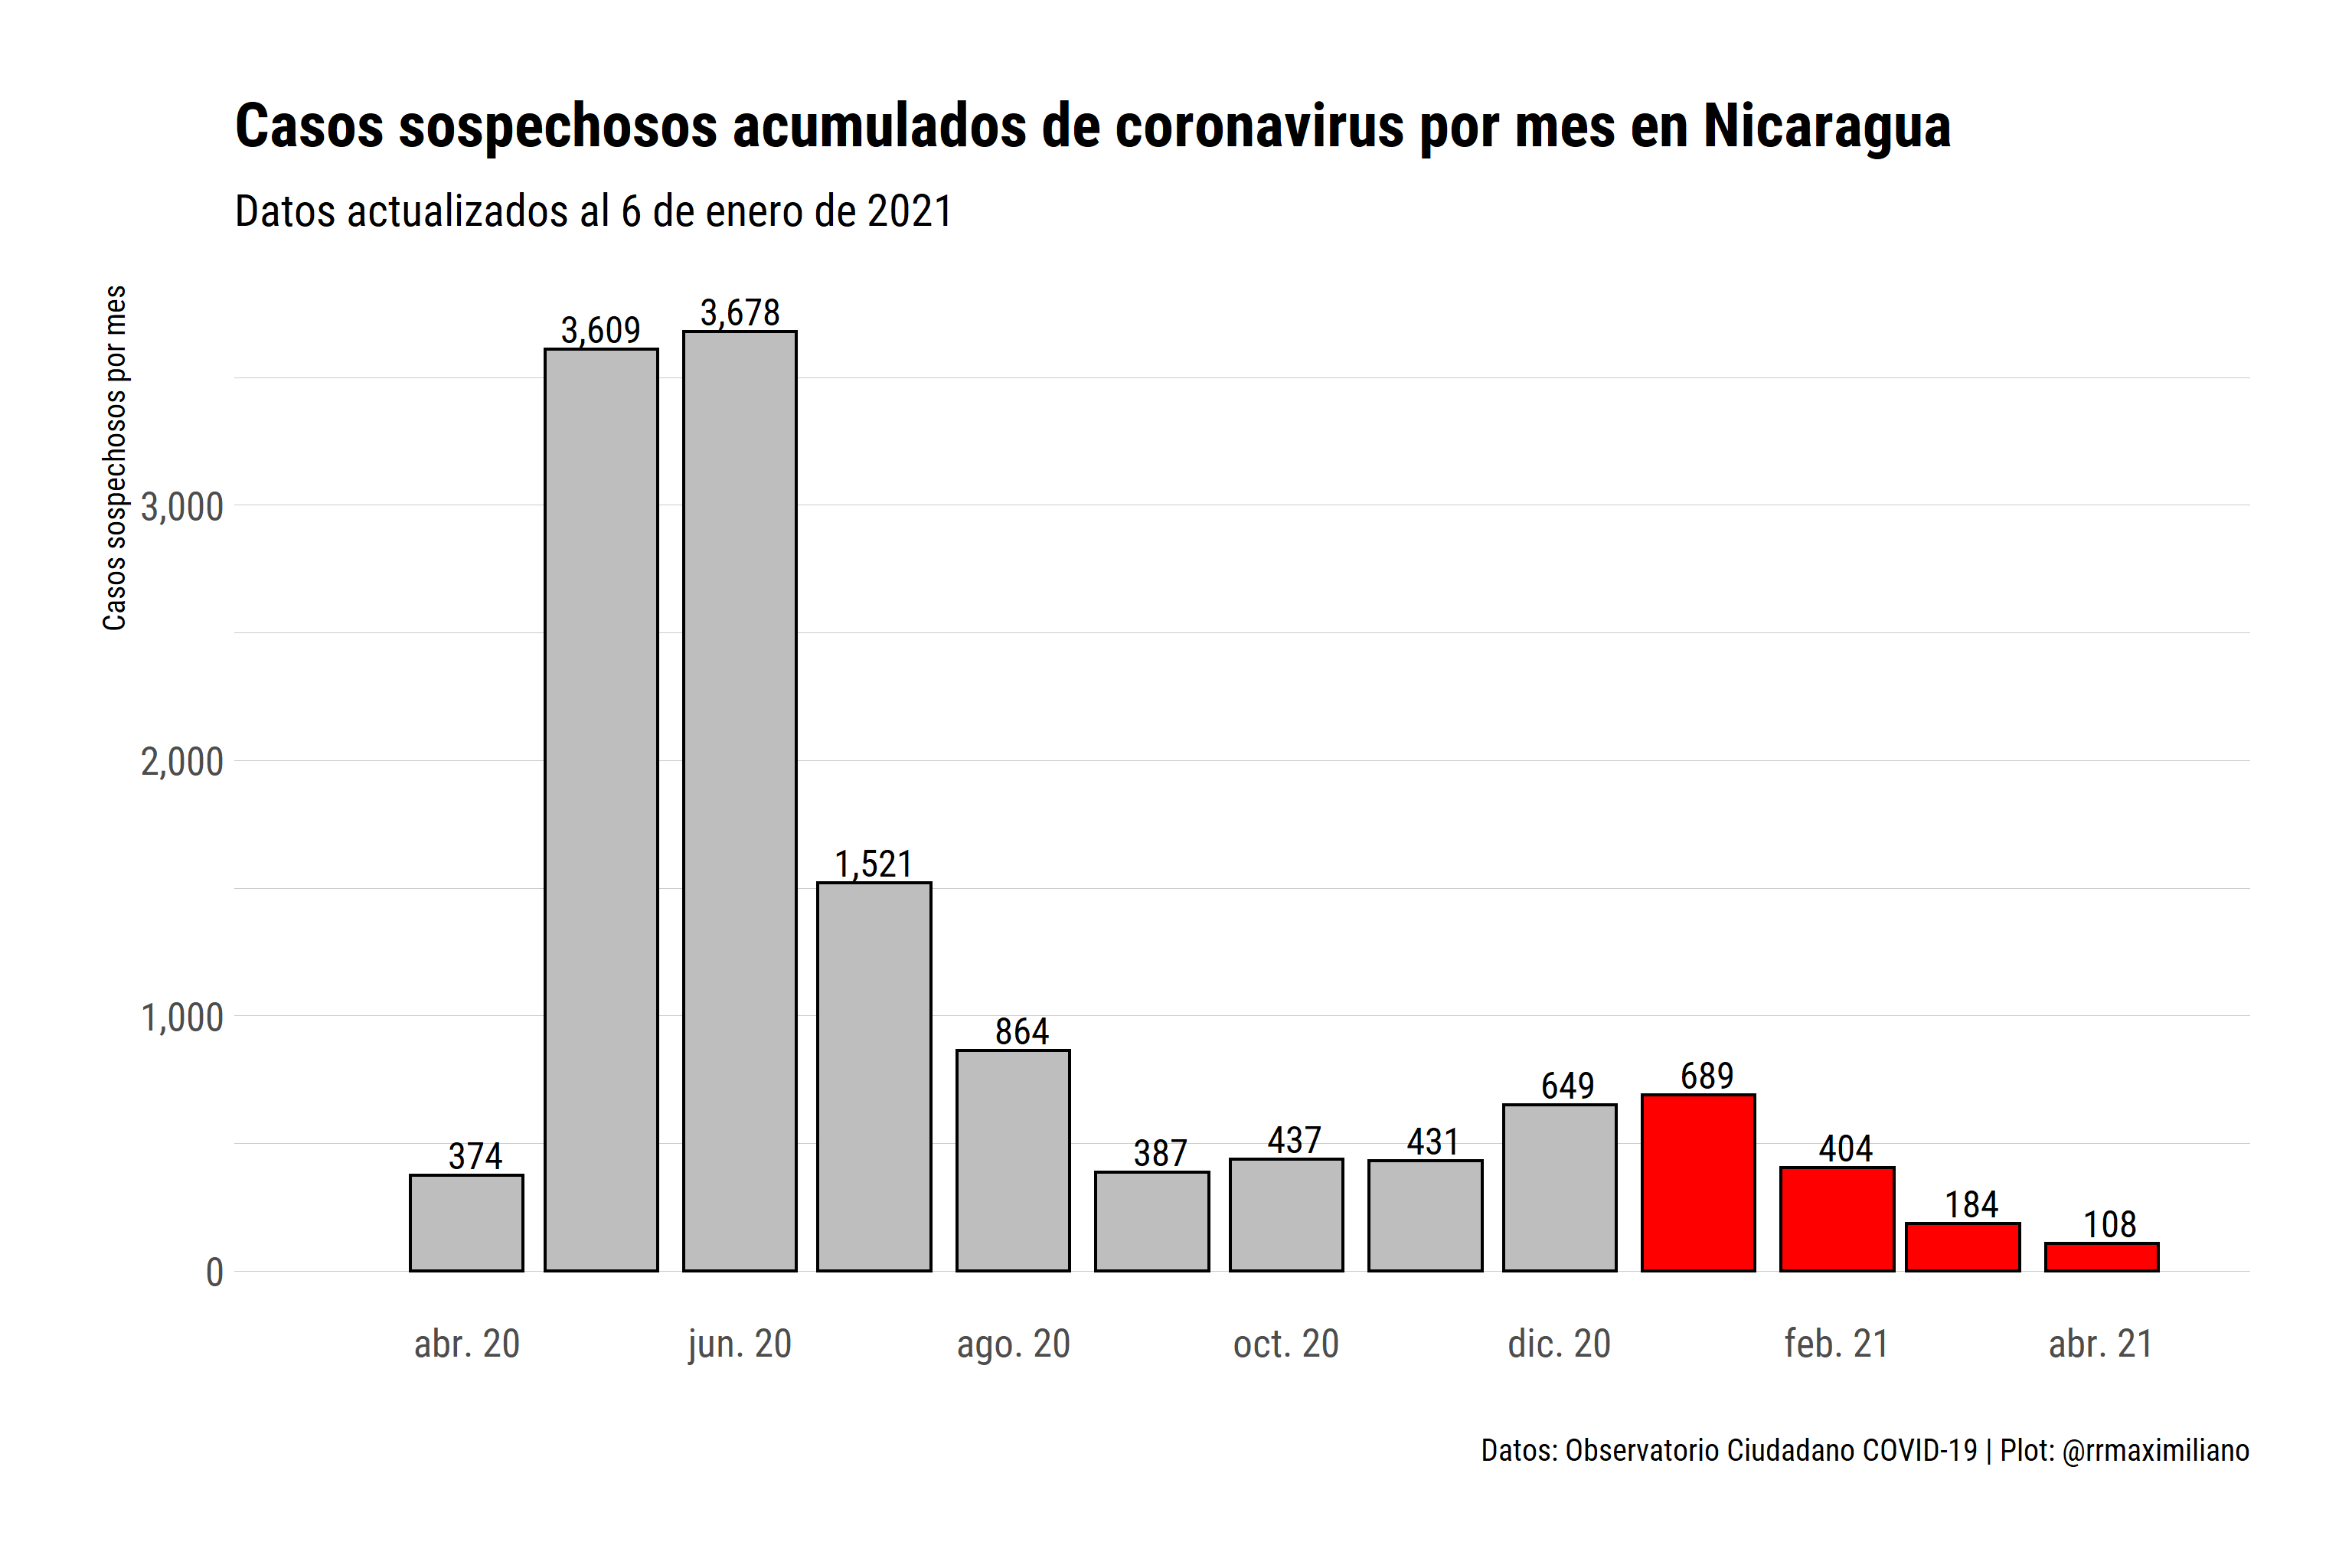 Casos sospechosos acumulados de coronavirus por mes en Nicaragua
Datos actualizados al 6 de enero de 2021
Casos sospechosos por mes
3,000
2,000
1,000
0
374
3,609
3,678
1,521
864
387
437
431
649
689
404
184
108
abr. 20
jun. 20
ago. 20
oct. 20
dic. 20
feb. 21
abr. 21
Datos: Observatorio Ciudadano COVID-19 | Plot: @rrmaximiliano